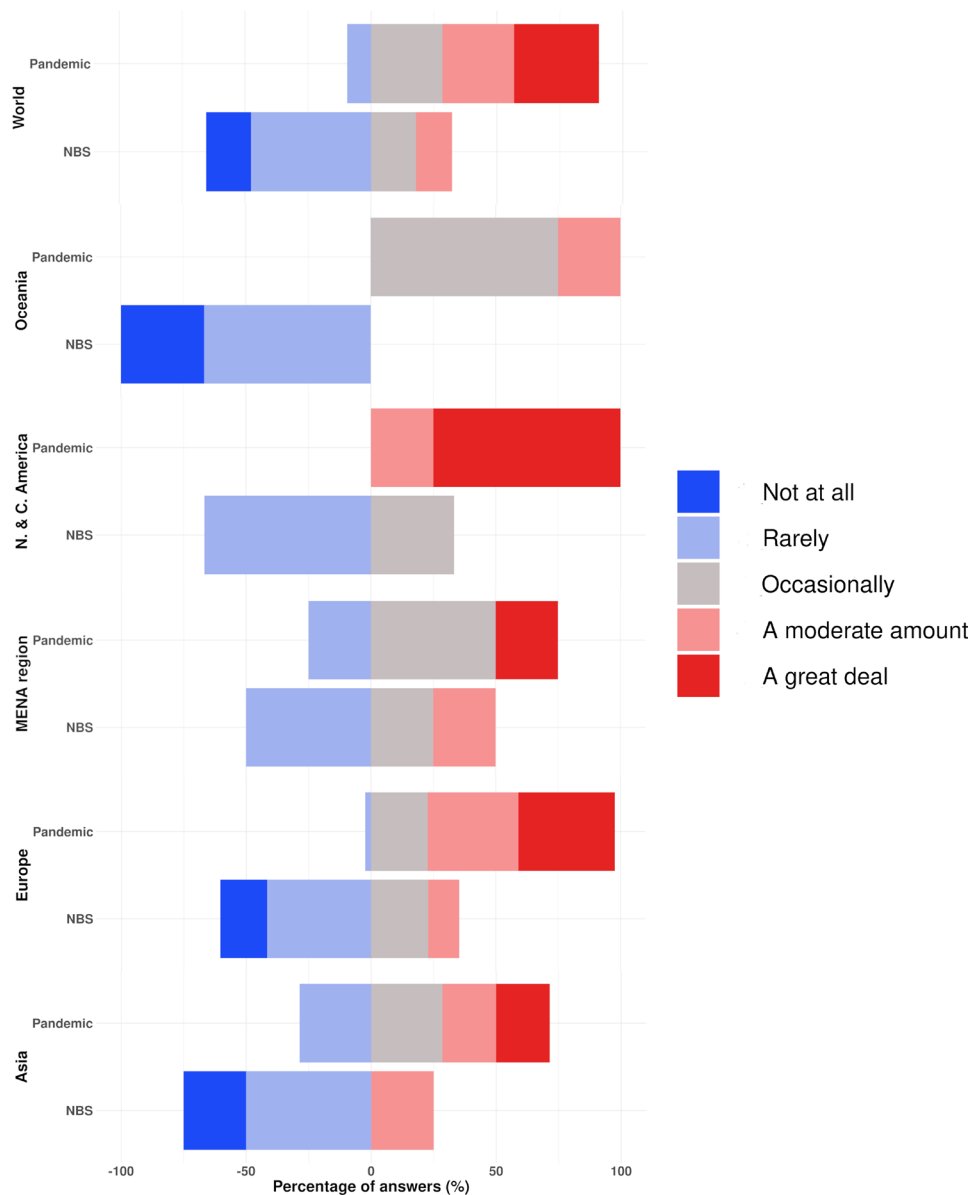 World
Pandemic
NBS
Oceania
Pandemic
NBS
N. & C. America
Pandemic
NBS
MENA region
Pandemic
NBS
Europe
Pandemic
NBS
Asia
Pandemic
NBS
-100 -50 0 50 100
Percentage of answers (%)
Not at all
Rarely
Occasionally
A moderate amount
A great deal